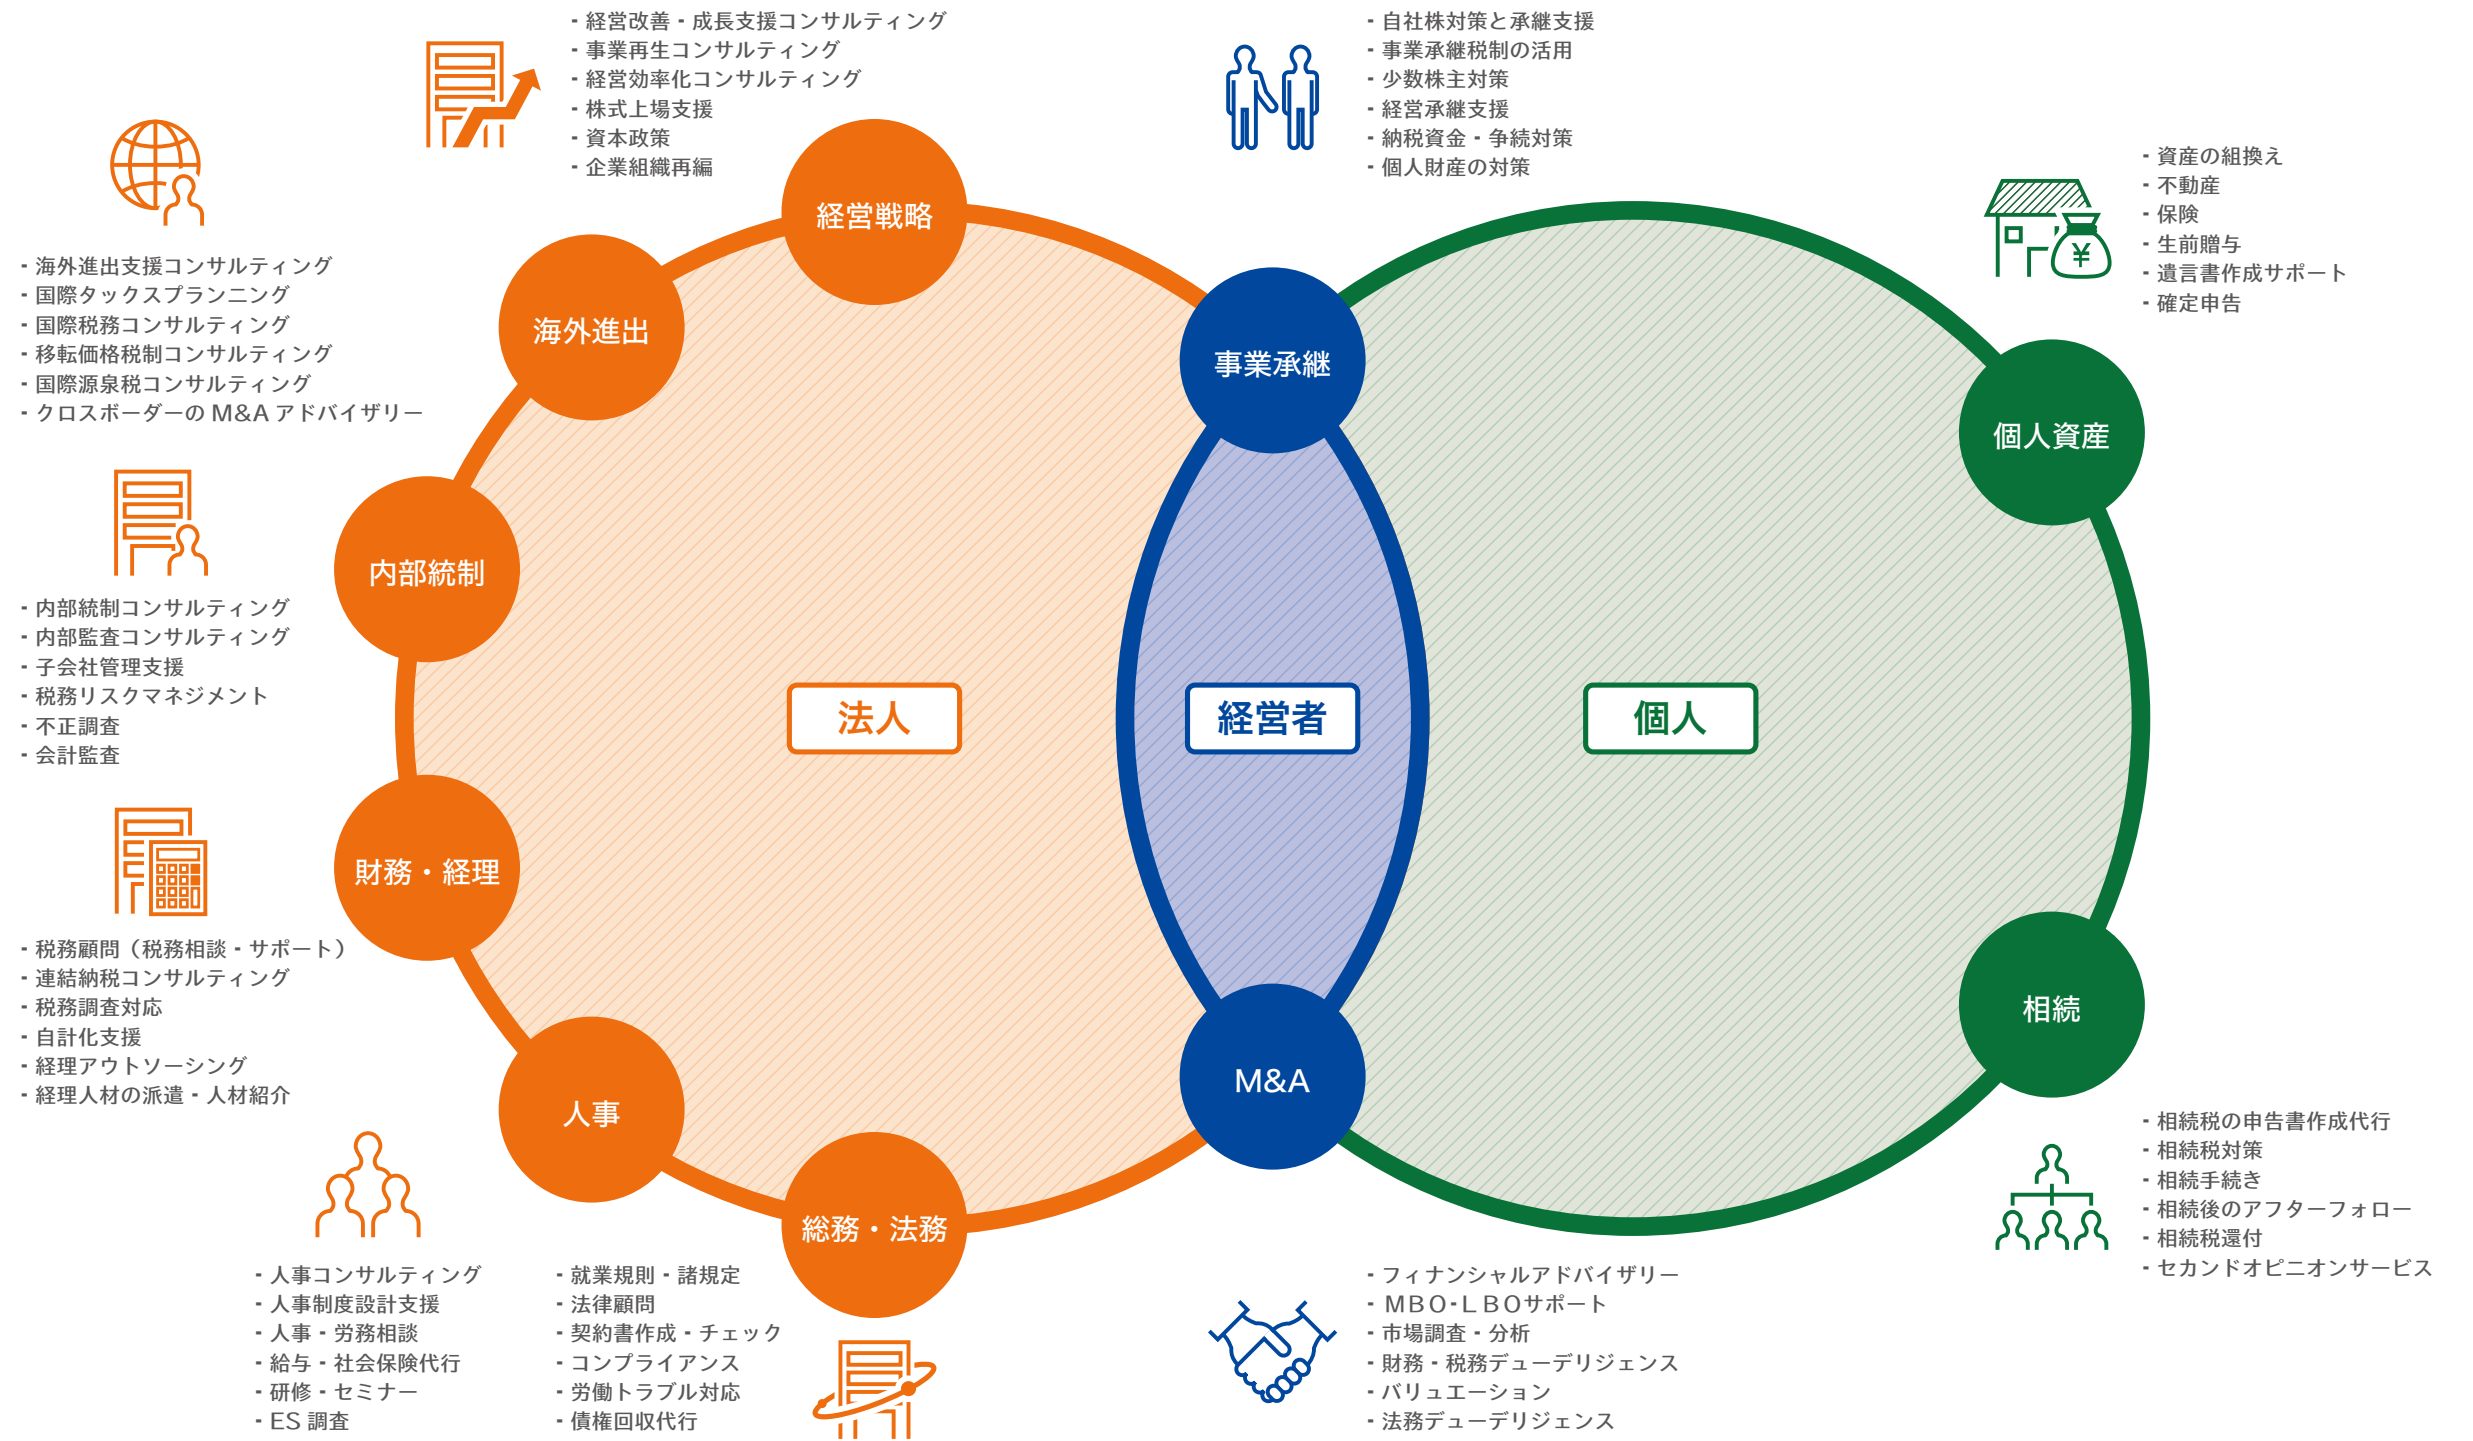 - 経営改善・成長支援コンサルティング
- 事業再生コンサルティング
- 経営効率化コンサルティング
- 株式上場支援
- 資本政策
- 企業組織再編
- 自社株対策と承継支援
- 事業承継税制の活用
- 少数株主対策
- 経営承継支援
- 納税資金・争続対策
- 個人財産の対策
- 資産の組換え
- 不動産
- 保険
- 生前贈与
- 遺言書作成サポート
- 確定申告
経営戦略
海外進出
事業承継
個人資産
- 海外進出支援コンサルティング
- 国際タックスプランニング
- 国際税務コンサルティング
- 移転価格税制コンサルティング
- 国際源泉税コンサルティング
- クロスボーダーの M&A アドバイザリー
内部統制
- 内部統制コンサルティング
- 内部監査コンサルティング
- 子会社管理支援
- 税務リスクマネジメント
- 不正調査
- 会計監査
法人
経営者
個人
財務・経理
- 税務顧問（税務相談・サポート）
- 連結納税コンサルティング
- 税務調査対応
- 自計化支援
- 経理アウトソーシング
- 経理人材の派遣・人材紹介
人事
総務・法務
M&A
相続
- 相続税の申告書作成代行
- 相続税対策
- 相続手続き
- 相続後のアフターフォロー
- 相続税還付
- セカンドオピニオンサービス
- 人事コンサルティング
- 人事制度設計支援
- 人事・労務相談
- 給与・社会保険代行
- 研修・セミナー
- ES 調査
- 就業規則・諸規定
- 法律顧問
- 契約書作成・チェック
- コンプライアンス
- 労働トラブル対応
- 債権回収代行
- フィナンシャルアドバイザリー
- ＭＢＯ・ＬＢＯサポート
- 市場調査・分析
- 財務・税務デューデリジェンス
- バリュエーション
- 法務デューデリジェンス